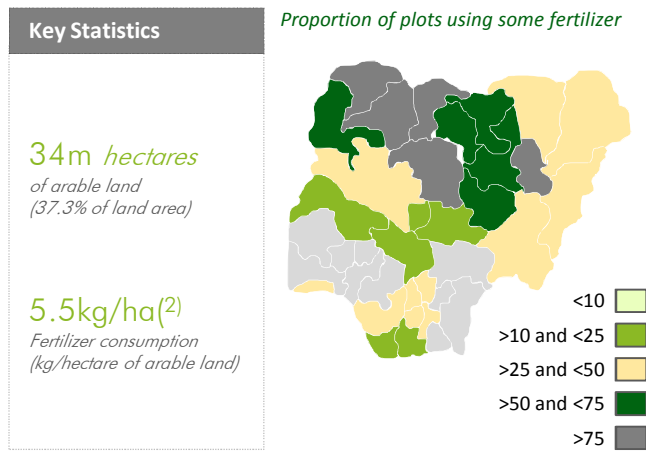 Key Statistics
Proportion of plots using some fertilizer
34m hectares
of arable land
(37.3% of land area)
5.5kg/ha(2)
Fertilizer consumption
(kg/hectare of arable land)
<10
>10 and <25
>25 and <50
>50 and <75
>75